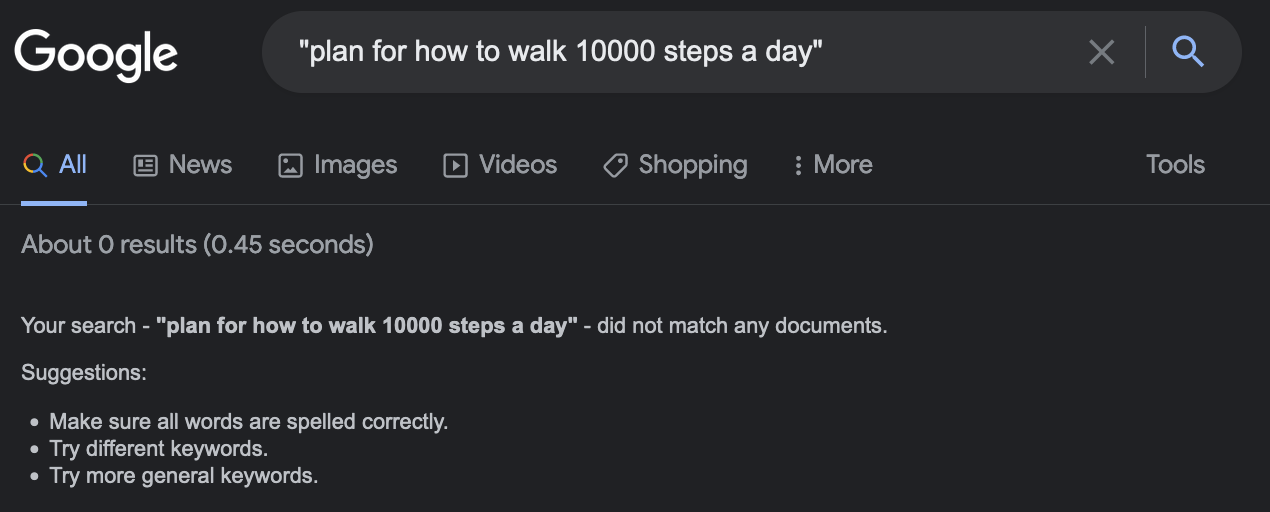 Google "plan for how to walk 10000 steps a day"
All News Images Videos Shopping More Tools
About 0 results (0.45 seconds)
Your search - "plan for how to walk 10000 steps a day" - did not match any documents.
Suggestions:
• Make sure all words are spelled correctly.
• Try different keywords.
• Try more general keywords.